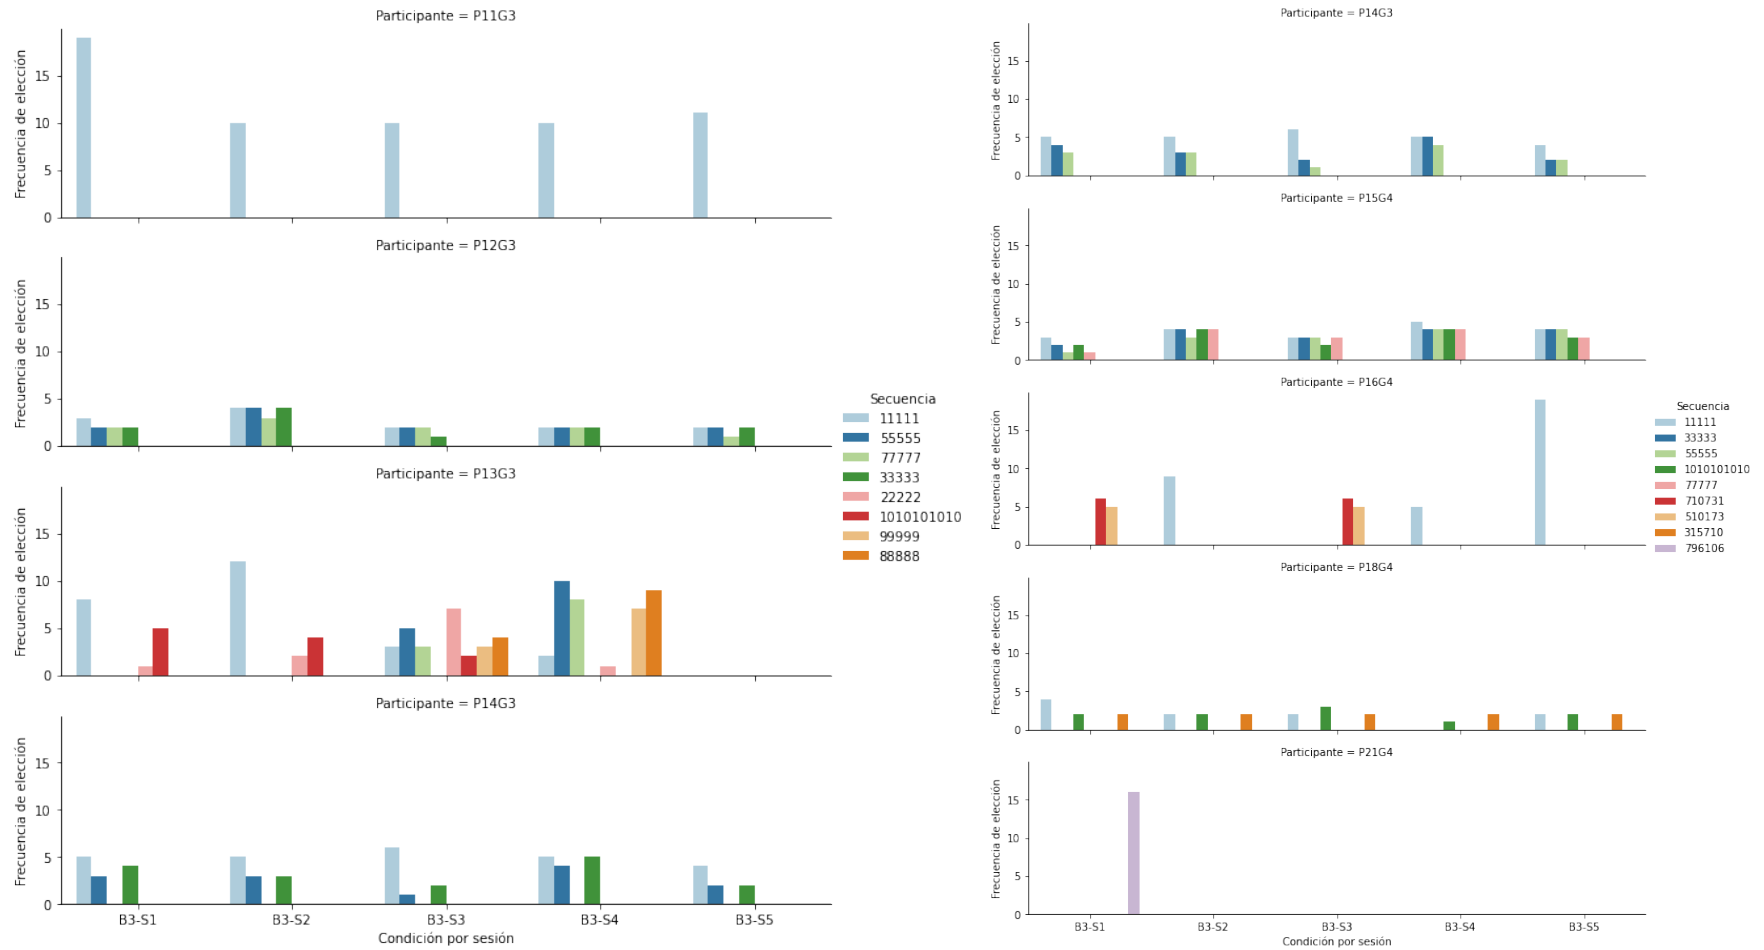 Participante = P11G3
Frecuencia de elección
15
10
5
0
Participante = P12G3
Frecuencia de elección
15
10
5
0
Participante = P13G3
Frecuencia de elección
15
10
5
0
Participante = P14G3
Frecuencia de elección
15
10
5
0
B3-S1 B3-S2 B3-S3 B3-S4 B3-S5
Condición por sesión
Secuencia
11111
55555
77777
33333
22222
1010101010
99999
88888
Participante = P14G3
Frecuencia de elección
15
10
5
0
Participante = P15G4
Frecuencia de elección
15
10
5
0
Participante = P16G4
Frecuencia de elección
15
10
5
0
Participante = P18G4
Frecuencia de elección
15
10
5
0
Participante = P21G4
Frecuencia de elección
15
10
5
0
B3-S1 B3-S2 B3-S3 B3-S4 B3-S5
Condición por sesión
Secuencia
11111
33333
55555
1010101010
77777
710731
510173
315710
796106